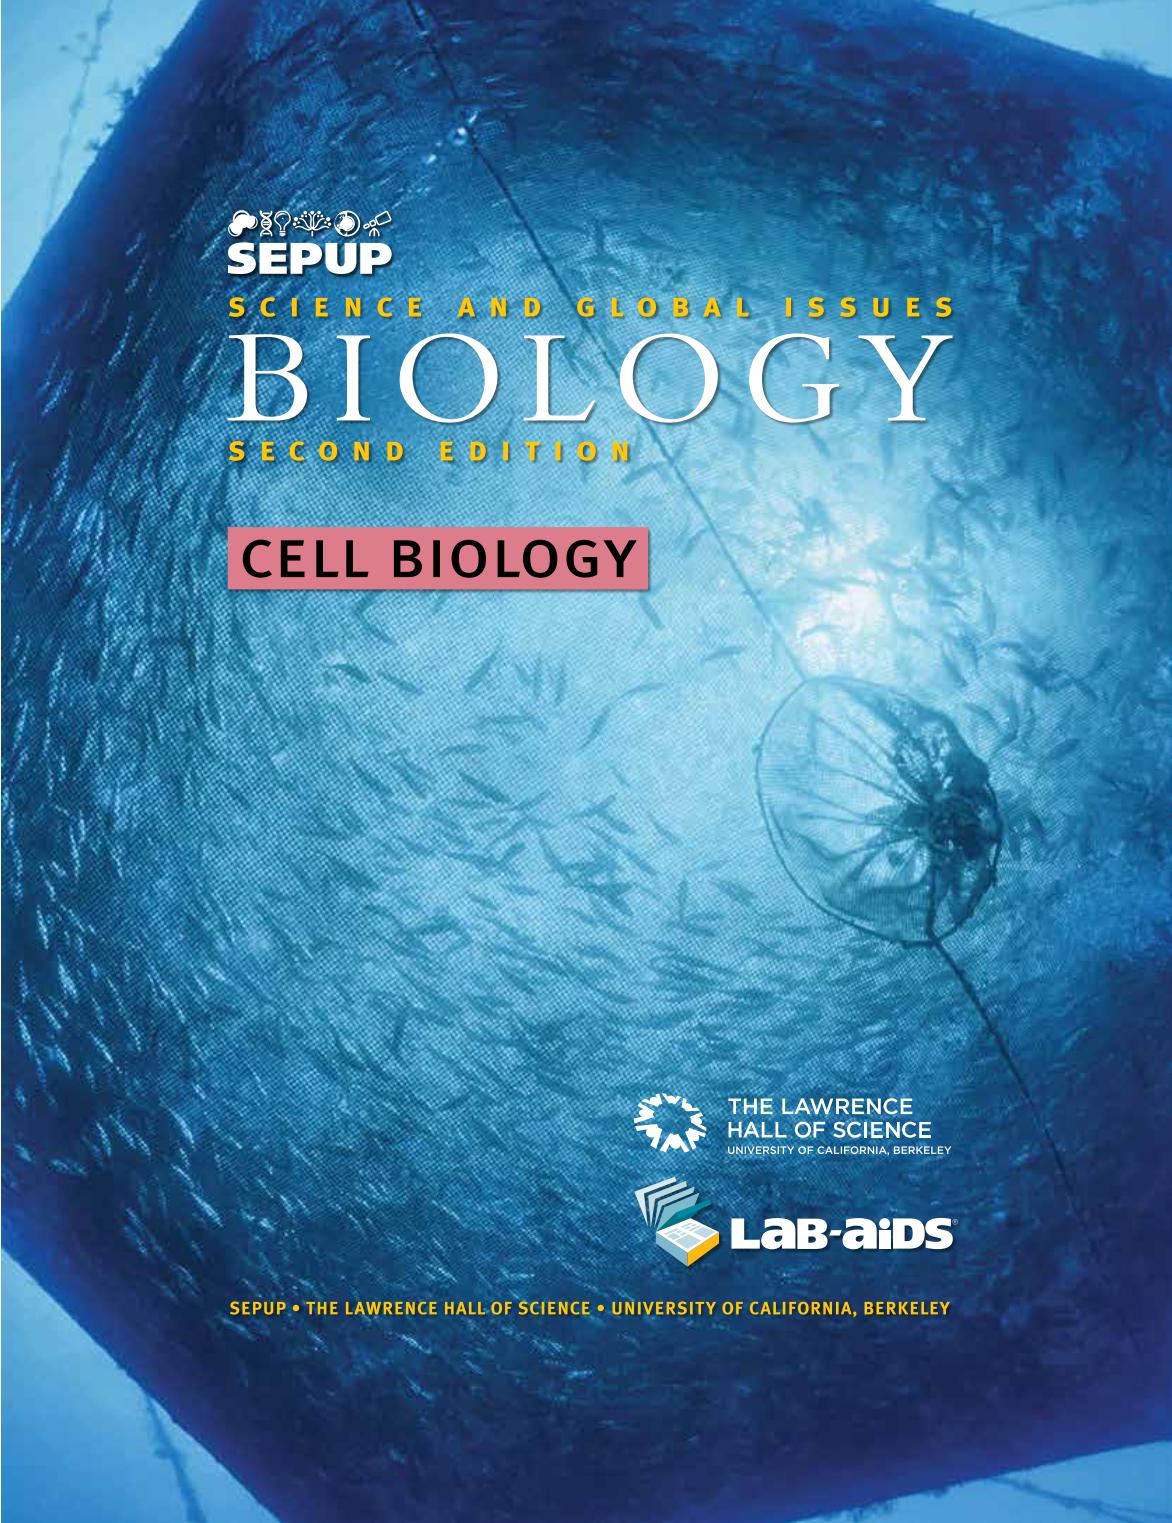 SEPUP
SCIENCE AND GLOBAL ISSUES
BIOLOGY
SECOND EDITION
CELL BIOLOGY
THE LAWRENCE
HALL OF SCIENCE
UNIVERSITY OF CALIFORNIA, BERKELEY
LAB-AiDS®
SEPUP • THE LAWRENCE HALL OF SCIENCE • UNIVERSITY OF CALIFORNIA, BERKELEY